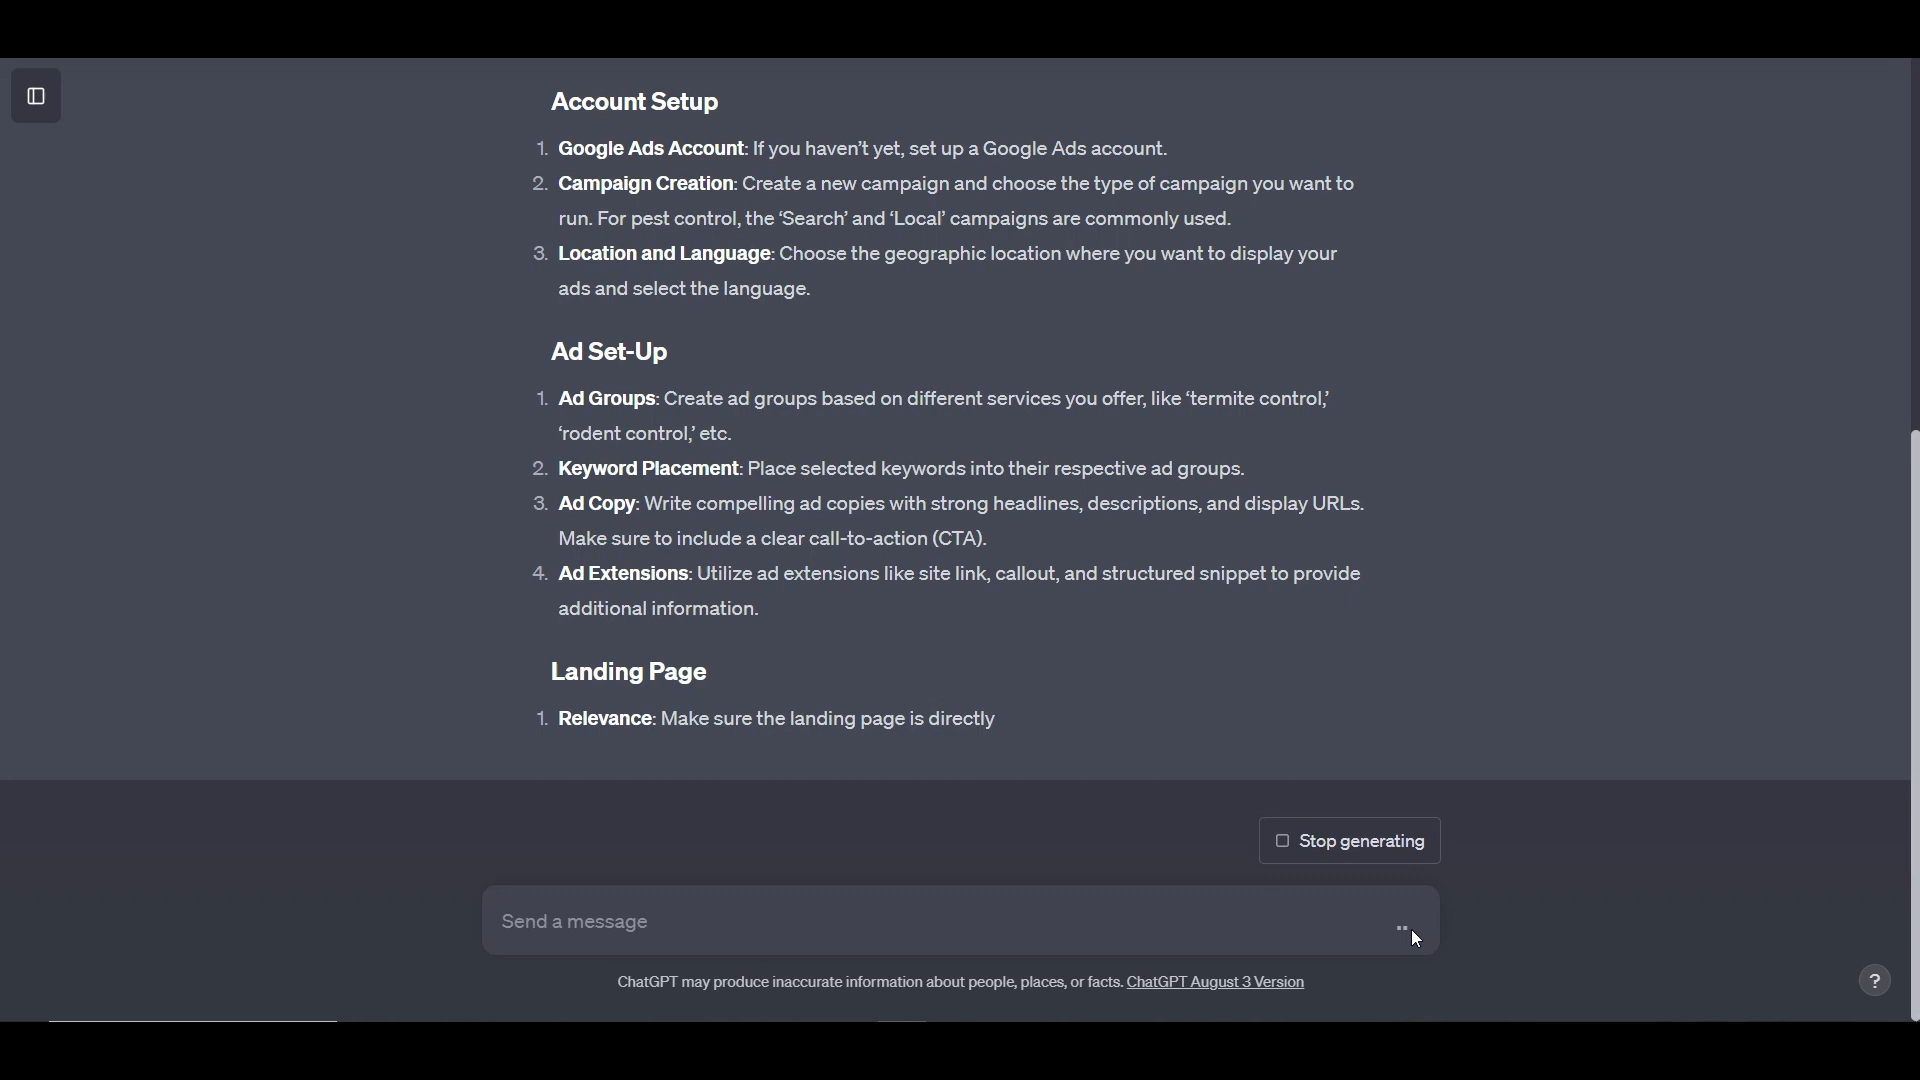 Account Setup
1. Google Ads Account: If you haven't yet, set up a Google Ads account.
2. Campaign Creation: Create a new campaign and choose the type of campaign you want to
run. For pest control, the ‘Search’ and ‘Local’ campaigns are commonly used.
3. Location and Language: Choose the geographic location where you want to display your
ads and select the language.
Ad Set-Up
1. Ad Groups: Create ad groups based on different services you offer, like ‘termite control,’
‘rodent control,’ etc.
2. Keyword Placement: Place selected keywords into their respective ad groups.
3. Ad Copy: Write compelling ad copies with strong headlines, descriptions, and display URLs.
Make sure to include a clear call-to-action (CTA).
4. Ad Extensions: Utilize ad extensions like site link, callout, and structured snippet to provide
additional information.
Landing Page
1. Relevance: Make sure the landing page is directly
Stop generating
Send a message
ChatGPT may produce inaccurate information about people, places, or facts. ChatGPT August 3 Version
?